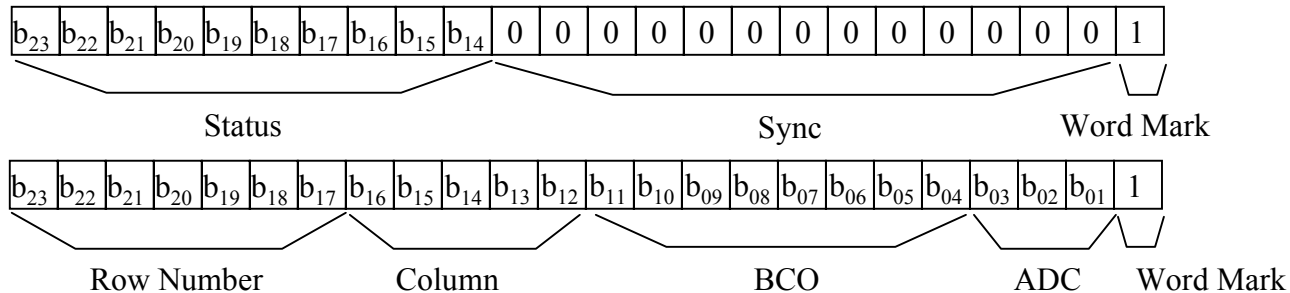 b23 b22 b21 b20 b19 b18 b17 b16 b15 b14 0 0 0 0 0 0 0 0 0 0 0 0 0 1
Status Sync Word Mark
b23 b22 b21 b20 b19 b18 b17 b16 b15 b14 b13 b12 b11 b10 b09 b08 b07 b06 b05 b04 b03 b02 b01 1
Row Number Column BCO ADC Word Mark